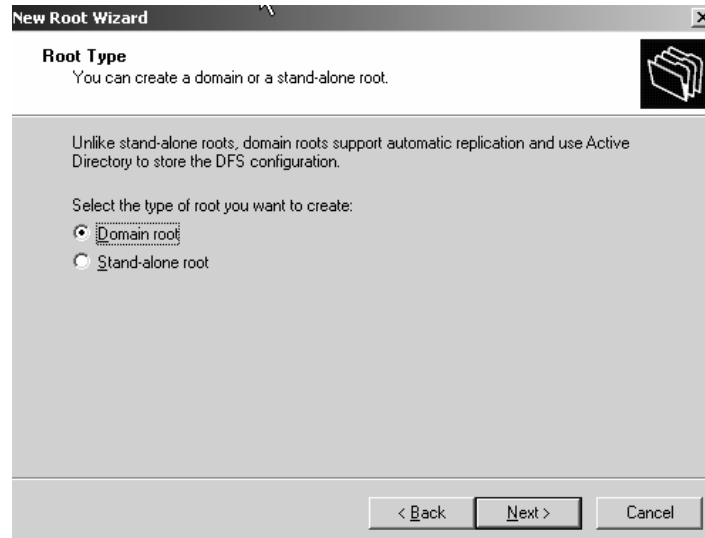 New Root Wizard
Root Type
You can create a domain or a stand-alone root.
Unlike stand-alone roots, domain roots support automatic replication and use Active
Directory to store the DFS configuration.
Select the type of root you want to create:
Domain root
Stand-alone root
< Back
Next >
Cancel